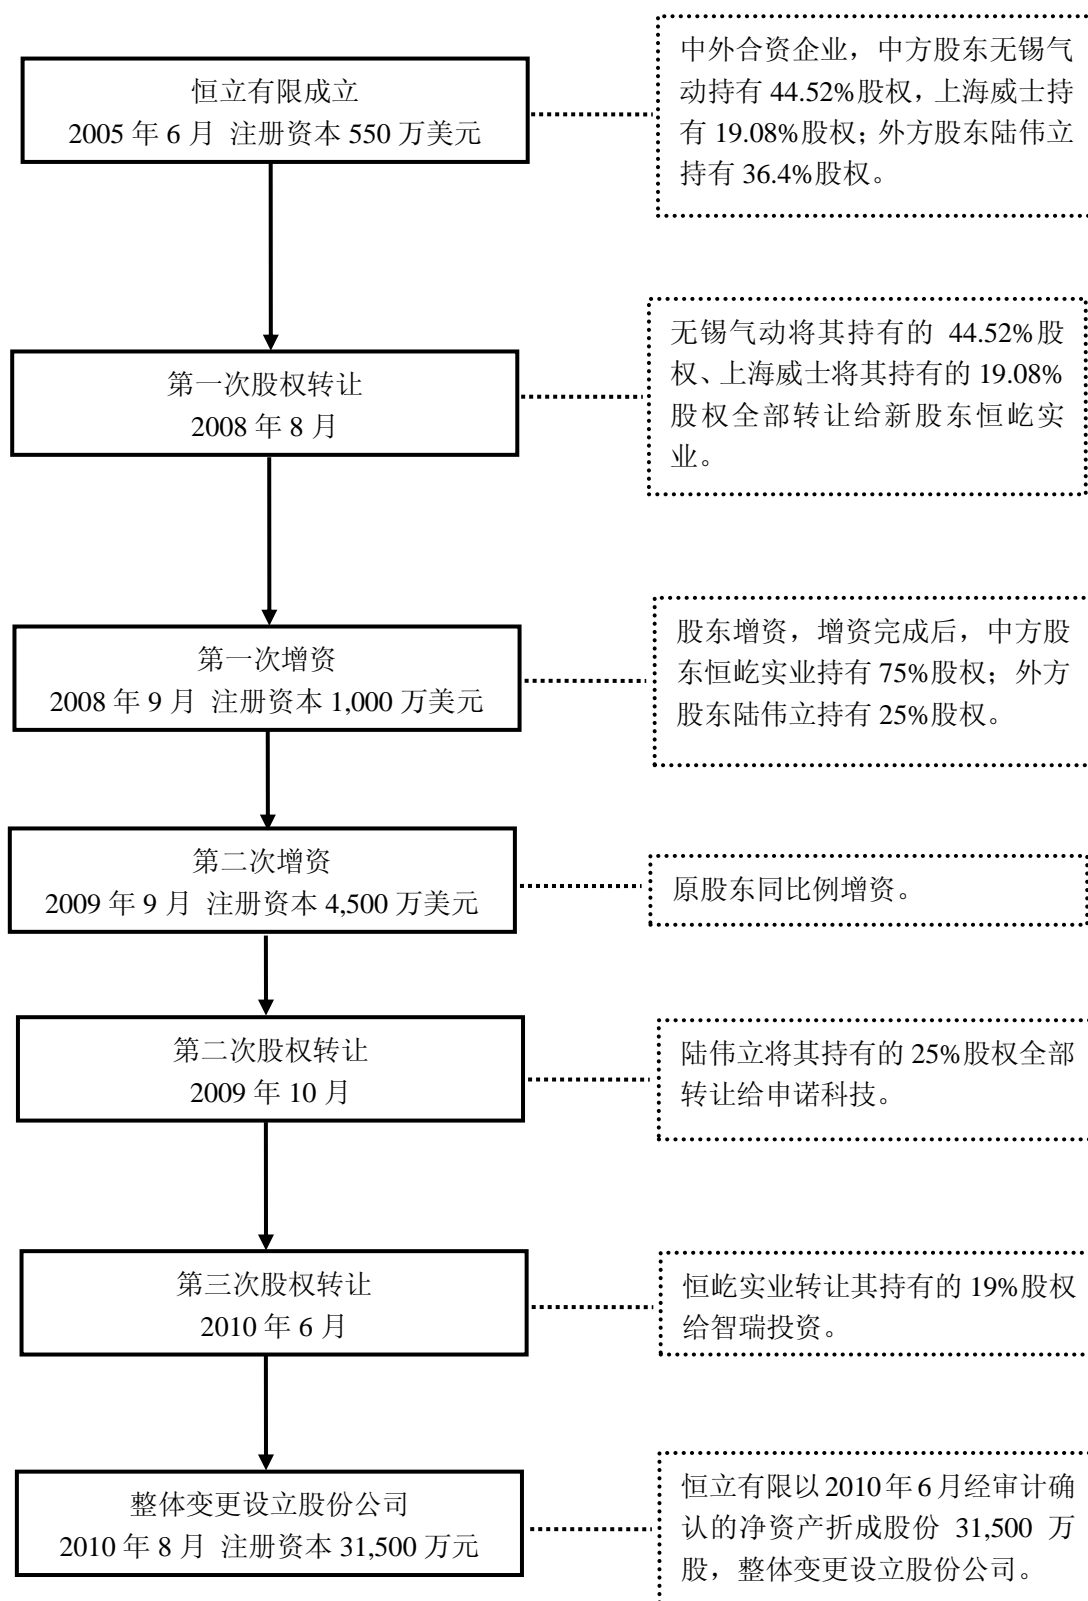 恒立有限成立
2005 年 6 月 注册资本 550 万美元
中外合资企业，中方股东无锡气
动持有 44.52%股权，上海威士持
有 19.08%股权；外方股东陆伟立
持有 36.4%股权。
第一次股权转让
2008 年 8 月
无锡气动将其持有的 44.52%股
权、上海威士将其持有的 19.08%
股权全部转让给新股东恒屹实
业。
第一次增资
2008 年 9 月 注册资本 1,000 万美元
股东增资，增资完成后，中方股
东恒屹实业持有 75%股权；外方
股东陆伟立持有 25%股权。
第二次增资
2009 年 9 月 注册资本 4,500 万美元
原股东同比例增资。
第二次股权转让
2009 年 10 月
陆伟立将其持有的 25%股权全部
转让给申诺科技。
第三次股权转让
2010 年 6 月
恒屹实业转让其持有的 19%股权
给智瑞投资。
整体变更设立股份公司
2010 年 8 月 注册资本 31,500 万元
恒立有限以 2010 年 6 月经审计确
认的净资产折成股份 31,500 万
股，整体变更设立股份公司。